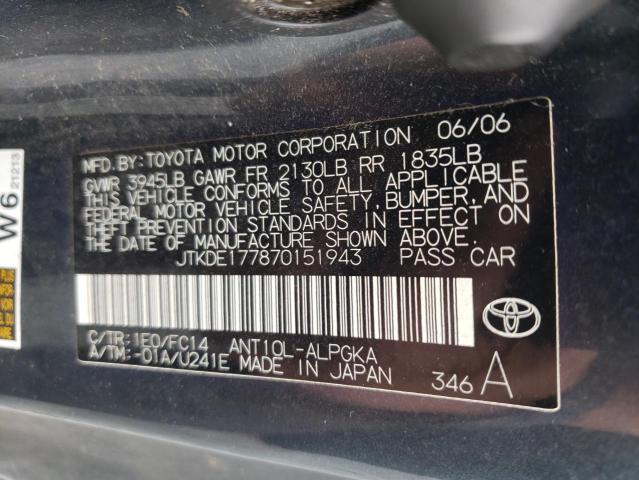 MFD.BY:TOYOTA MOTOR CORPORATION 06/06
GVWR 3945LB GAWR FR 2130LB RR 1835LB
THIS VEHICLE CONFORMS TO ALL APPLICABLE
FEDERAL MOTOR VEHICLE SAFETY, BUMPER, AND
THEFT PREVENTION STANDARDS IN EFFECT ON
THE DATE OF MANUFACTURE SHOWN ABOVE.
JTKDE177870151943 PASS CAR
C/TR:1E0/FC14 ANT10L-ALPGKA
A/TM:-01A/U241E MADE IN JAPAN
346 A
W6 21213